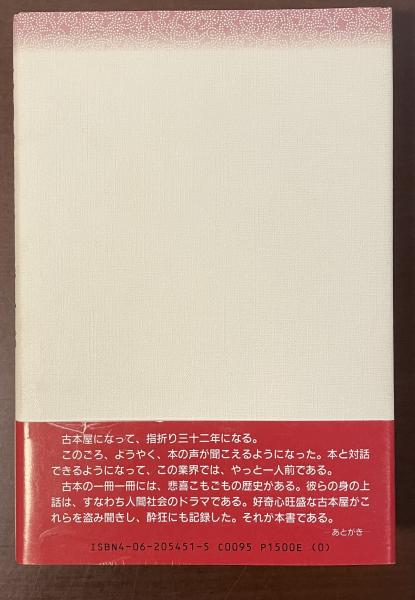 古本屋になって、指折り三十二年になる。
このごろ、ようやく、本の声が聞こえるようになった。本と対話
できるようになって、この業界では、やっと一人前である。
古本の一冊一冊には、悲喜こもごもの歴史がある。彼らの身の上
話は、すなわち人間社会のドラマである。好奇心旺盛な古本屋がこ
れらを盗み聞きし、酔狂にも記録した。それが本書である。
―あとがき―
ISBN4-06-205451-5 C0095 P1500E (0)